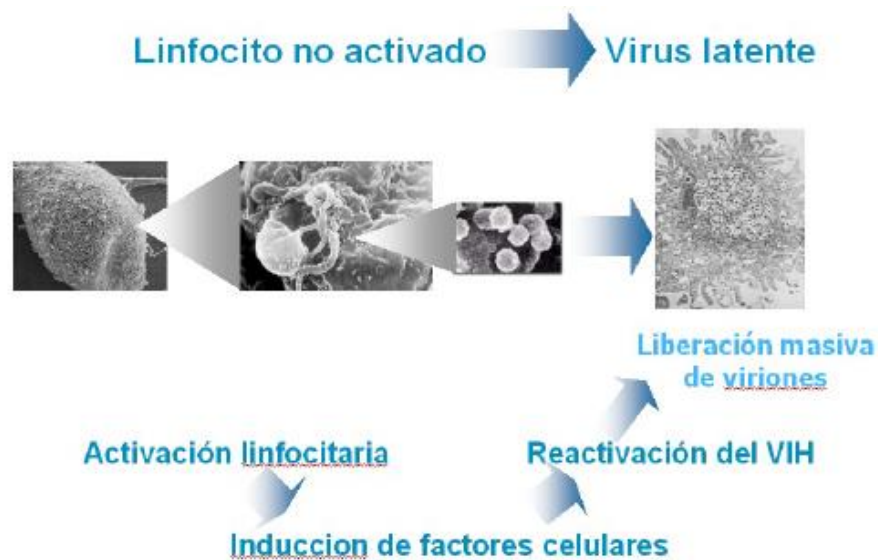 Linfocito no activado Virus latente
Liberación masiva
de viriones
Activación linfocitaria Reactivación del VIH
Induccion de factores celulares